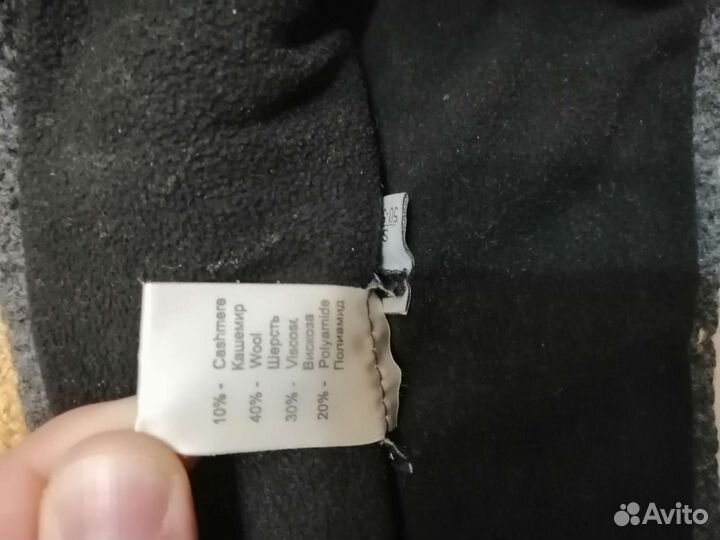 10% - Cashmere
Кашемир
40% - Wool
Шерсть
30% - Viscose
Вискоза
20% - Polyamide
Полиамид
Avito